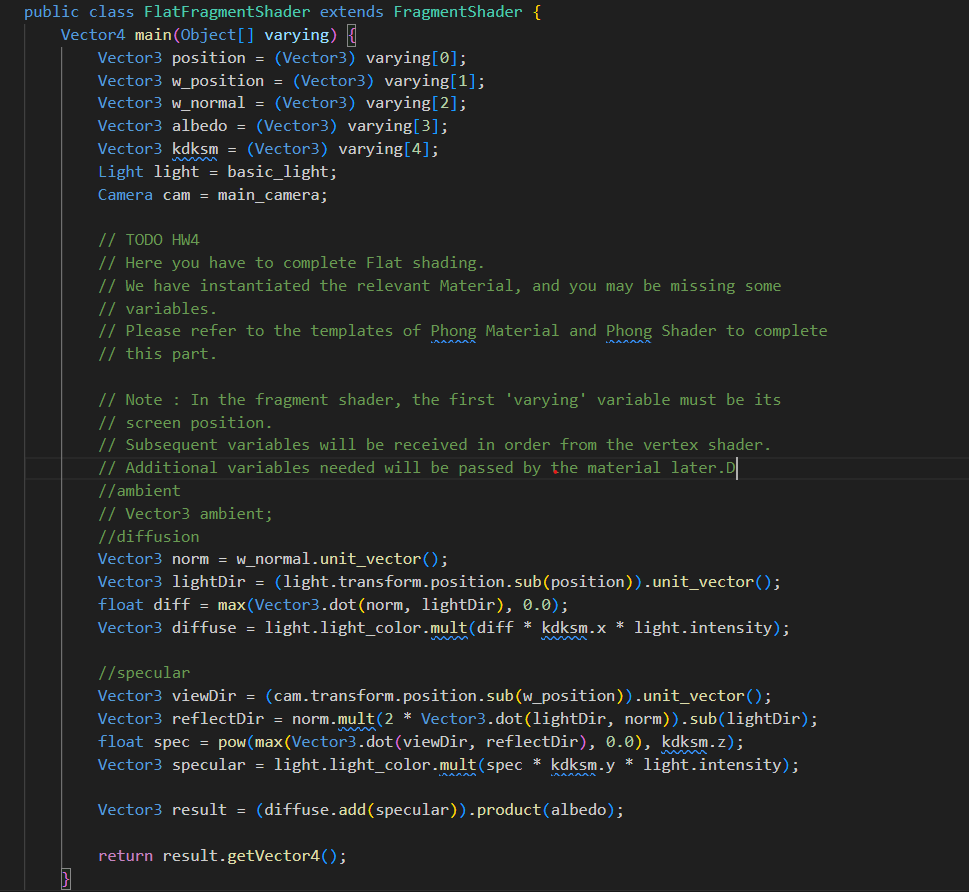 public class FlatFragmentShader extends FragmentShader {
    Vector4 main(Object[] varying) {
        Vector3 position = (Vector3) varying[0];
        Vector3 w_position = (Vector3) varying[1];
        Vector3 w_normal = (Vector3) varying[2];
        Vector3 albedo = (Vector3) varying[3];
        Vector3 kdksm = (Vector3) varying[4];
        Light light = basic_light;
        Camera cam = main_camera;

        // TODO HW4
        // Here you have to complete Flat shading.
        // We have instantiated the relevant Material, and you may be missing some
        // variables.
        // Please refer to the templates of Phong Material and Phong Shader to complete
        // this part.

        // Note : In the fragment shader, the first 'varying' variable must be its
        // screen position.
        // Subsequent variables will be received in order from the vertex shader.
        // Additional variables needed will be passed by the material later.D
        //ambient
        // Vector3 ambient;
        //diffusion
        Vector3 norm = w_normal.unit_vector();
        Vector3 lightDir = (light.transform.position.sub(position)).unit_vector();
        float diff = max(Vector3.dot(norm, lightDir), 0.0);
        Vector3 diffuse = light.light_color.mult(diff * kdksm.x * light.intensity);

        //specular
        Vector3 viewDir = (cam.transform.position.sub(w_position)).unit_vector();
        Vector3 reflectDir = norm.mult(2 * Vector3.dot(lightDir, norm)).sub(lightDir);
        float spec = pow(max(Vector3.dot(viewDir, reflectDir), 0.0), kdksm.z);
        Vector3 specular = light.light_color.mult(spec * kdksm.y * light.intensity);

        Vector3 result = (diffuse.add(specular)).product(albedo);

        return result.getVector4();
    }